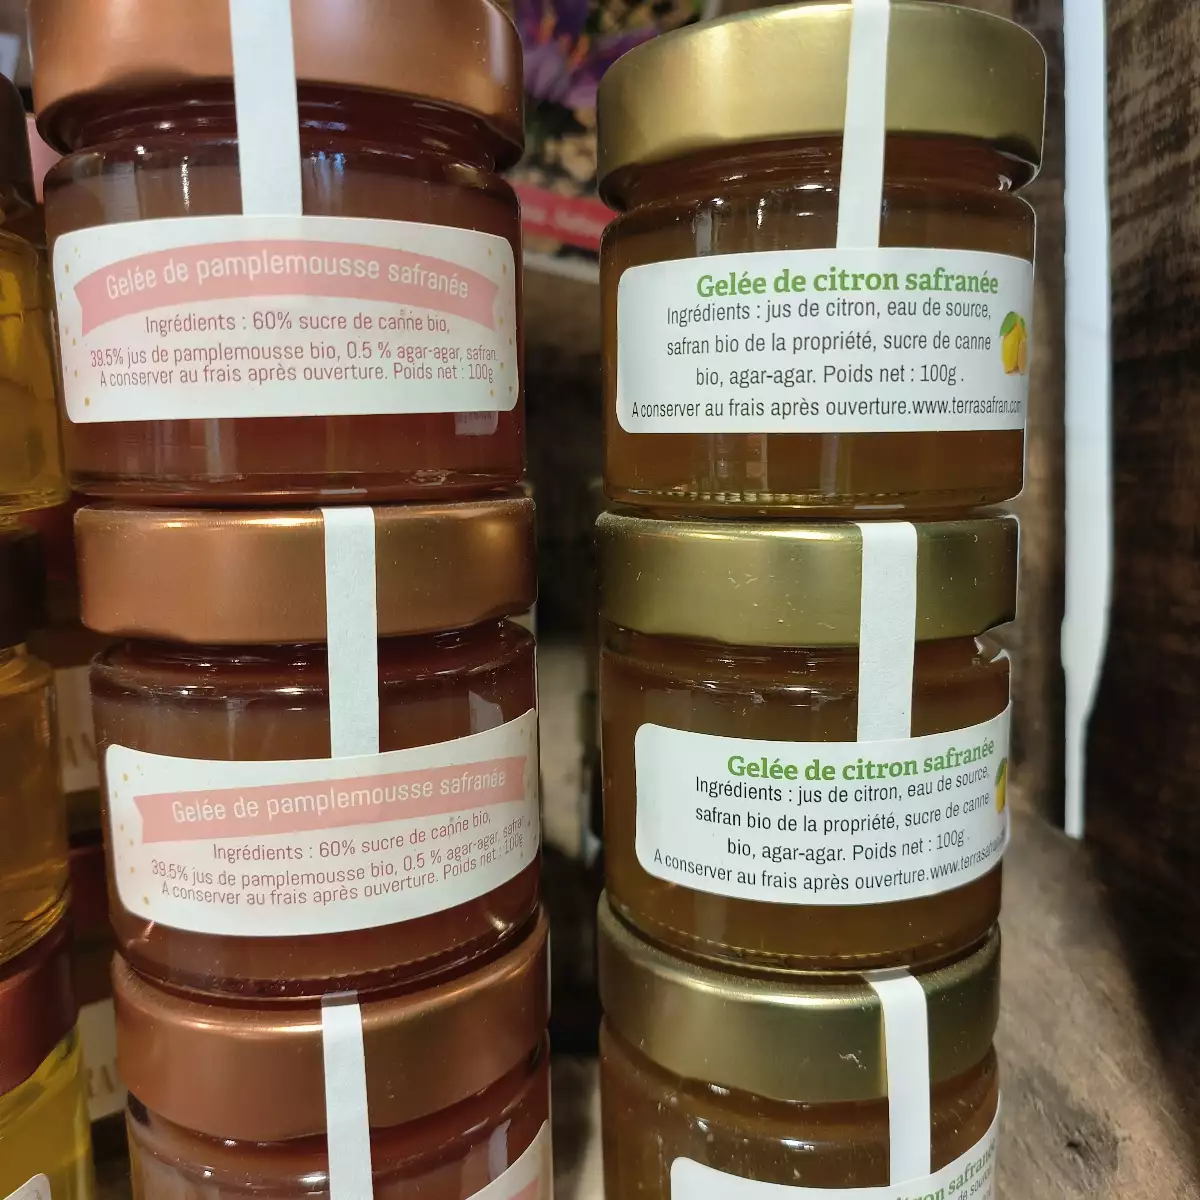 Gelée de pamplemousse safranée
Ingrédients : 60% sucre de canne bio,
39.5% jus de pamplemousse bio, 0.5 % agar-agar, safran.
A conserver au frais après ouverture. Poids net : 100g
Gelée de citron safranée
Ingrédients : jus de citron, eau de source,
safran bio de la propriété, sucre de canne
bio, agar-agar. Poids net : 100g .
A conserver au frais après ouverture.www.terrasafran.com
Gelée de pamplemousse safranée
Ingrédients : 60% sucre de canne bio,
39.5% jus de pamplemousse bio, 0.5 % agar-agar, safran
A conserver au frais après ouverture. Poids net : 100g
Gelée de citron safranée
Ingrédients : jus de citron, eau de source,
safran bio de la propriété, sucre de canne
bio, agar-agar. Poids net : 100g .
A conserver au frais après ouverture.www.terrasafran
citron safranée
de source,